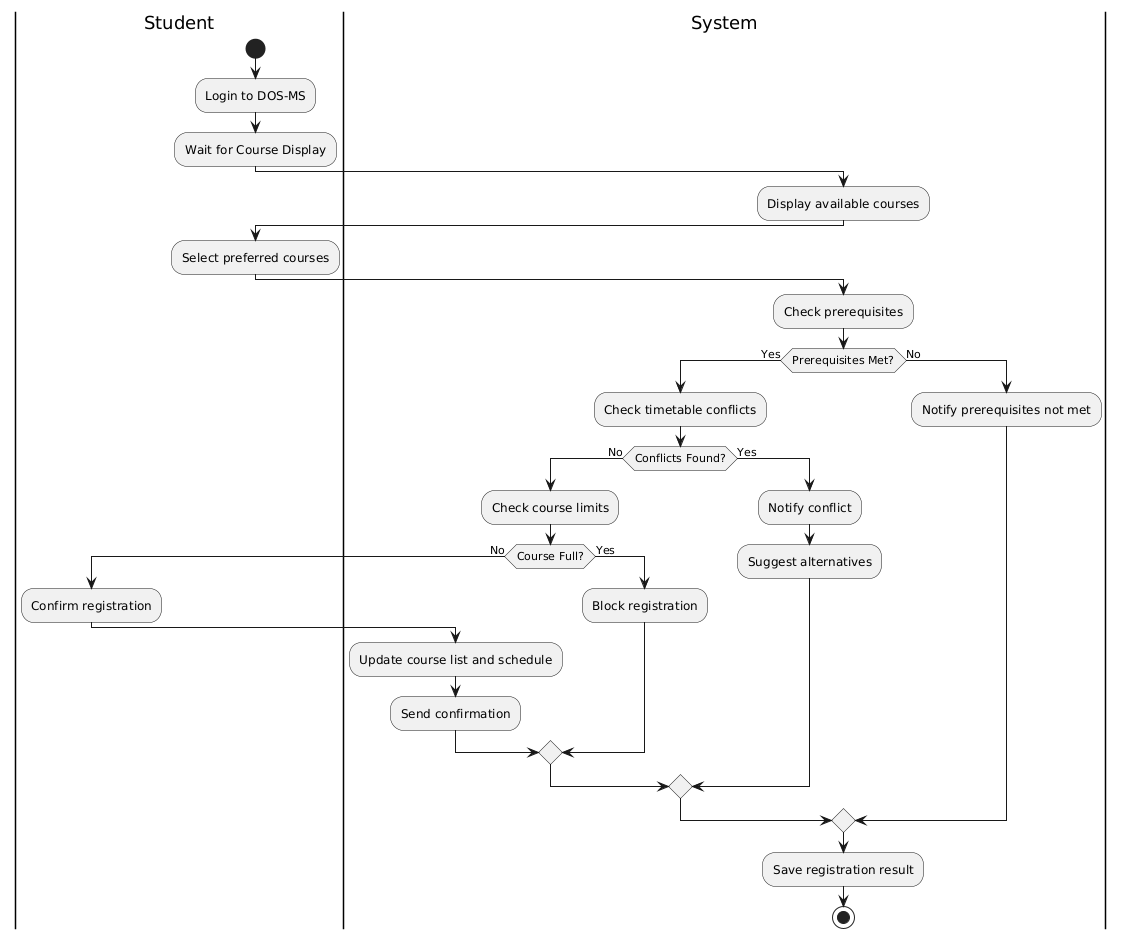 Student
System
Login to DOS-MS
Wait for Course Display
Display available courses
Select preferred courses
Check prerequisites
Yes
Prerequisites Met?
No
Check timetable conflicts
Notify prerequisites not met
No
Conflicts Found?
Yes
Check course limits
Notify conflict
No
Course Full?
Yes
Suggest alternatives
Confirm registration
Block registration
Update course list and schedule
Send confirmation
Save registration result